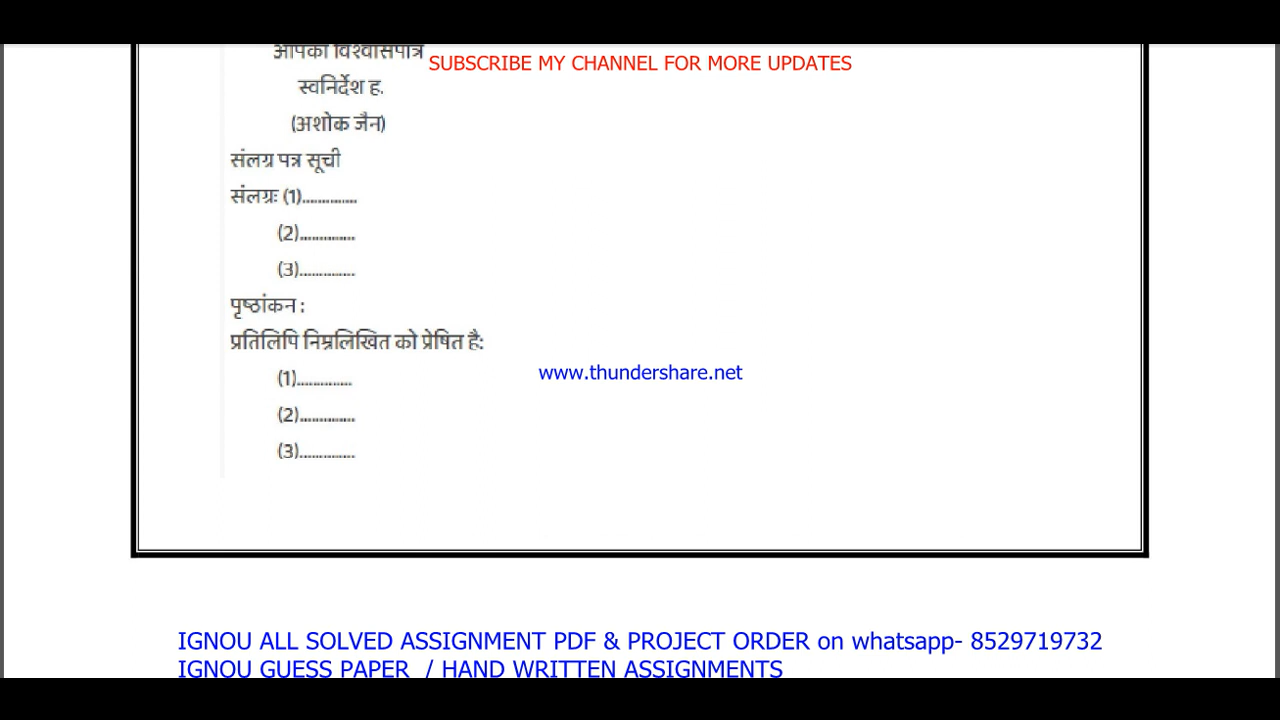 आपका विश्वासपात्र
SUBSCRIBE MY CHANNEL FOR MORE UPDATES
स्वनिर्देश ह.
(अशोक जैन)
संलग्र पत्र सूची
संलग्रः (1)..............
(2)..............
(3)..............
पृष्ठांकन :
प्रतिलिपि निम्रलिखित को प्रेषित है:
www.thundershare.net
(1)..............
(2)..............
(3)..............
IGNOU ALL SOLVED ASSIGNMENT PDF & PROJECT ORDER on whatsapp- 8529719732
IGNOU GUESS PAPER / HAND WRITTEN ASSIGNMENTS